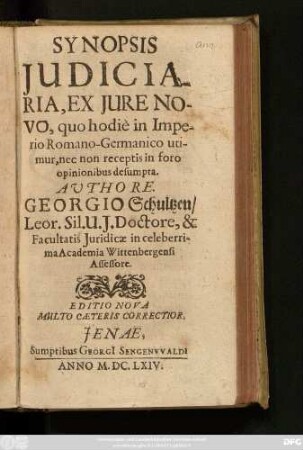 SYNOPSIS
JUDICIA-
RIA, EX JURE NO-
VO, quo hodiè in Impe-
rio Romano-Germanico uti-
mur, nec non receptis in foro
opinionibus desumpta.
AVTHORE.
GEORGIO Schultzen/
Leor. Sil. U. J. Doctore, &
Facultatis Juridicæ in celeberri-
ma Academia Wittenbergensi
Assessore.
EDITIO NOVA
MULTO CÆTERIS CORRECTIOR.
JENAE,
Sumptibus GEORGI SENGENVVALDI
ANNO M. DC. LXIV.